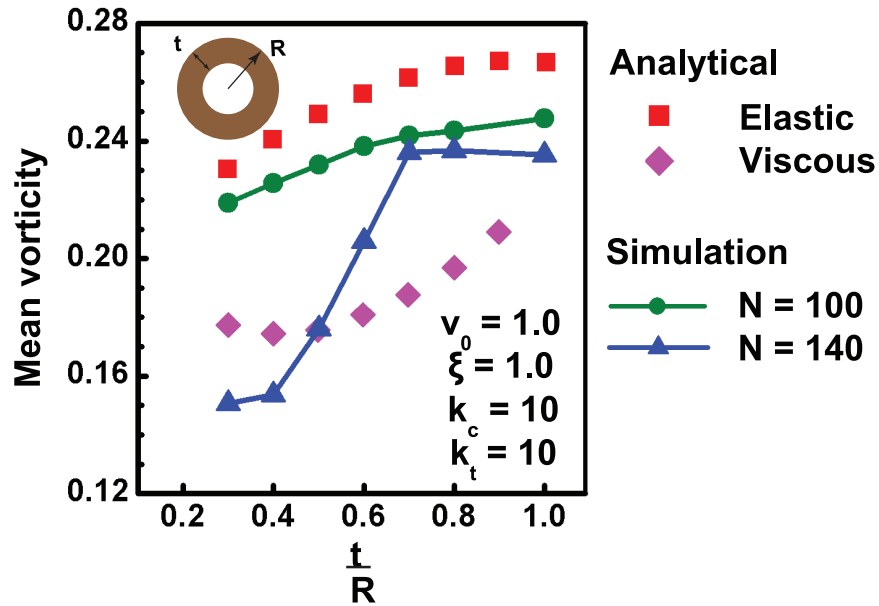 0.28
0.24
0.20
0.16
0.12
Mean vorticity
t
R
v0 = 1.0
ξ = 1.0
kc = 10
kt = 10
0.2 0.4 0.6 0.8 1.0
t
R
Analytical
Elastic
Viscous
Simulation
N = 100
N = 140